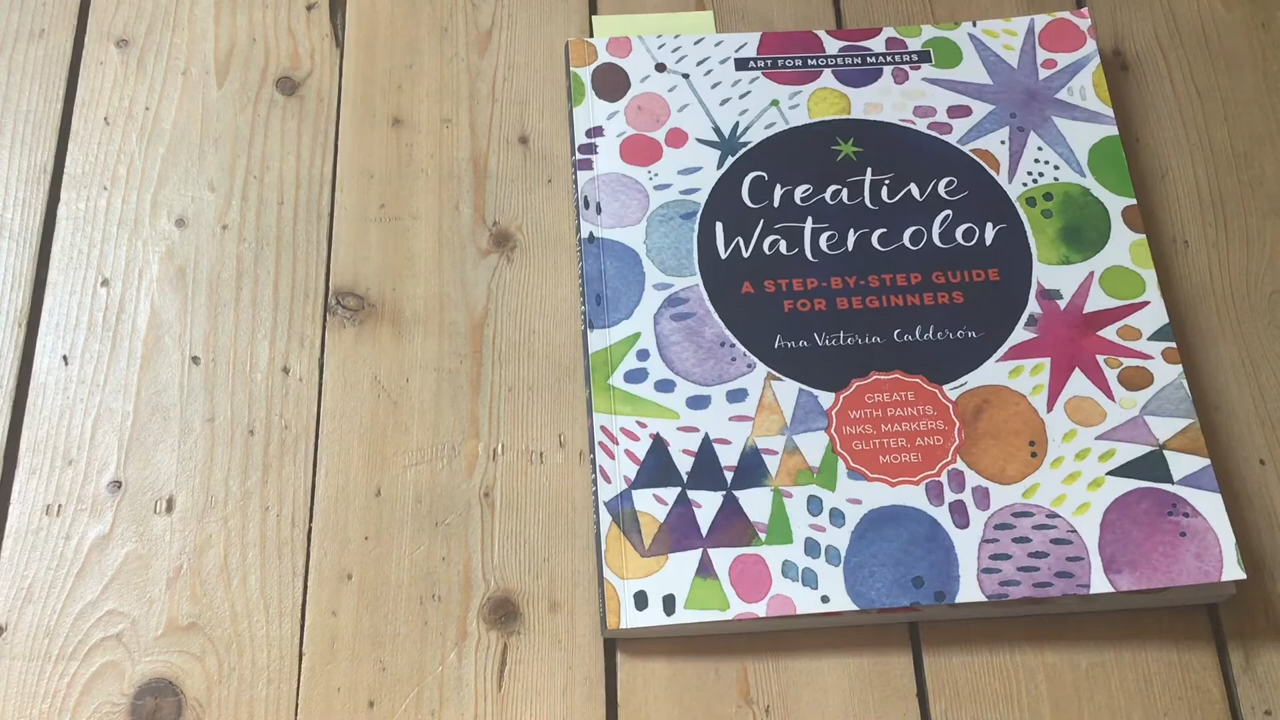 ART FOR MODERN MAKERS
Creative
Watercolor
A STEP-BY-STEP GUIDE
FOR BEGINNERS
Ana Victoria Calderón
CREATE
WITH PAINTS,
INKS, MARKERS,
GLITTER, AND
MORE!